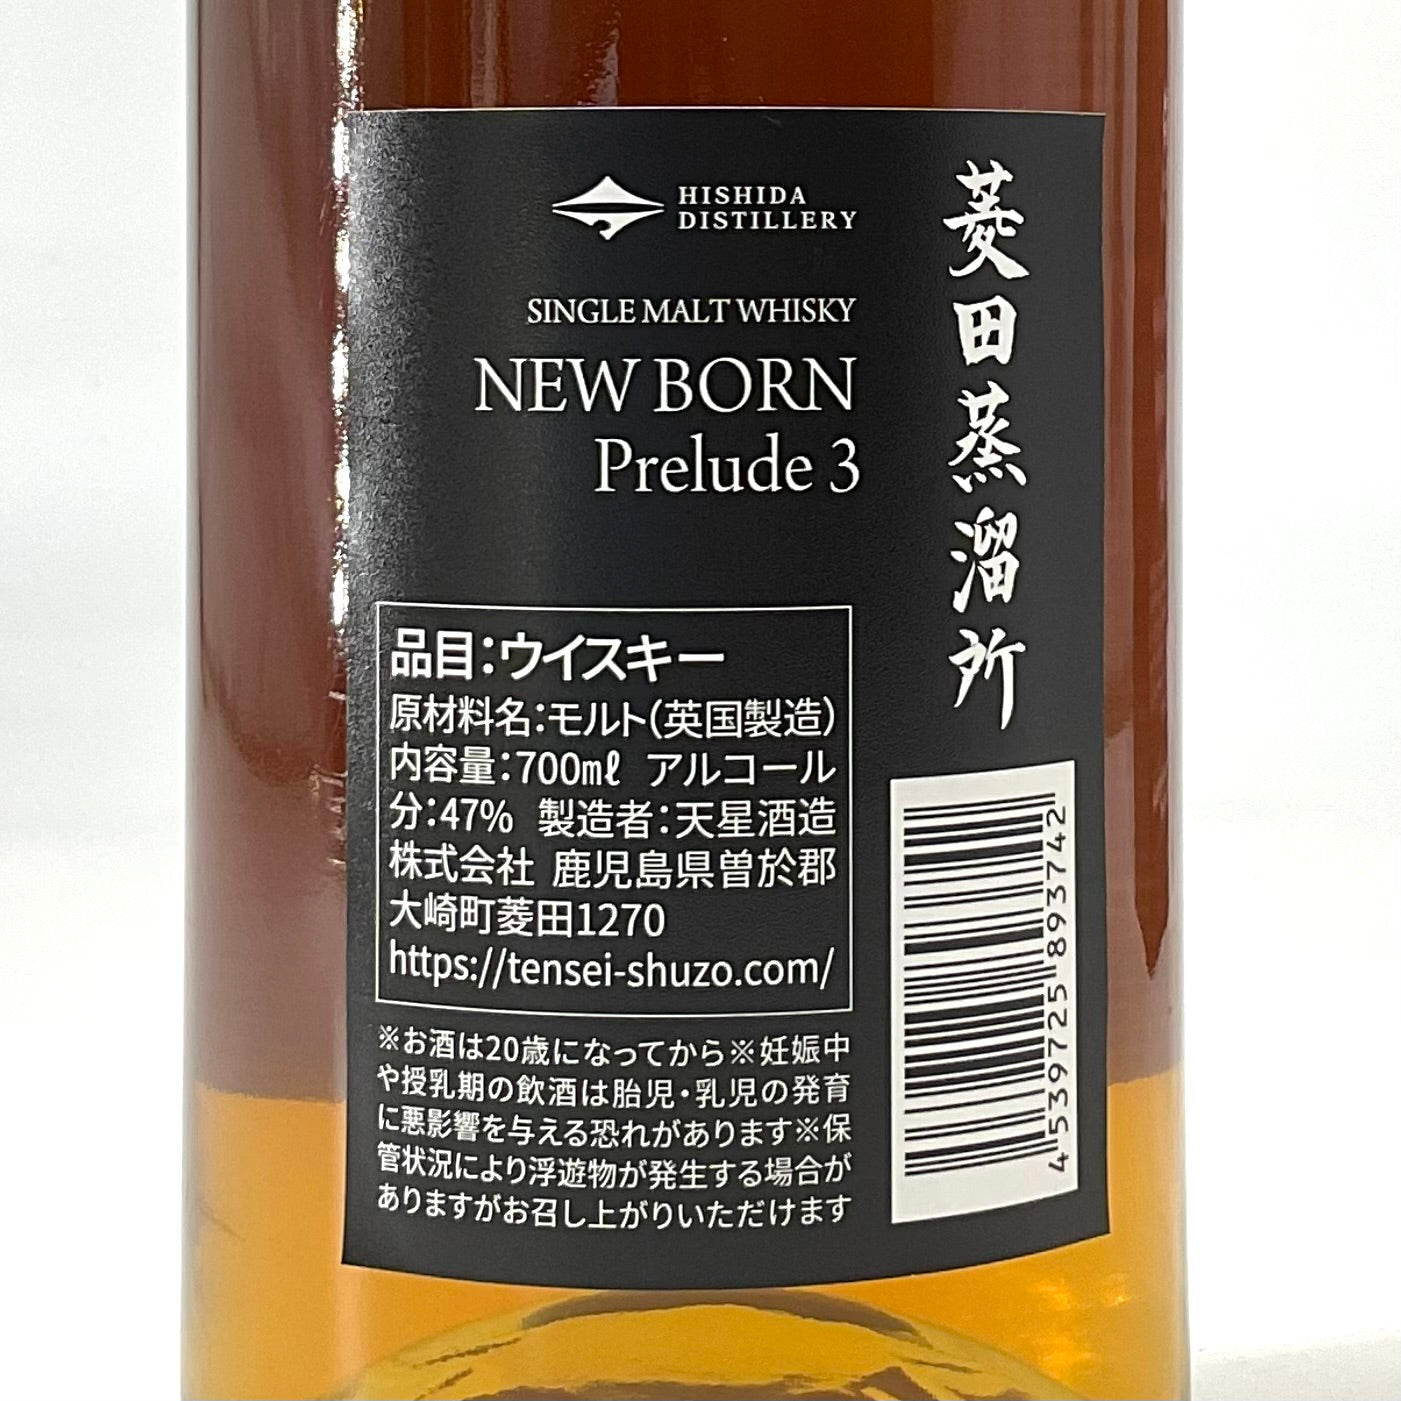 HISHIDA
DISTILLERY
SINGLE MALT WHISKY
NEW BORN
Prelude 3
菱田蒸溜所
品目：ウイスキー
原材料名：モルト（英国製造）
内容量：700㎖ アルコール
分：47% 製造者：天星酒造
株式会社 鹿児島県曽於郡
大崎町菱田1270
https://tensei-shuzo.com/
※お酒は20歳になってから※妊娠中
や授乳期の飲酒は胎児・乳児の発育
に悪影響を与える恐れがあります※保
管状況により浮遊物が発生する場合が
ありますがお召し上がりいただけます
4539725893742